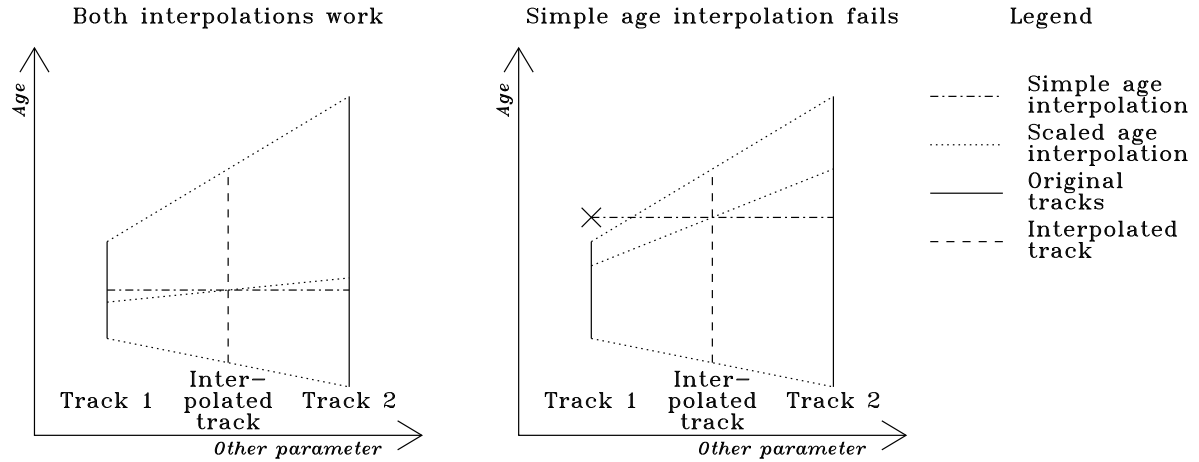 Both interpolations work
Age
Track 1
Inter–
polated
track
Track 2
Other parameter
Simple age interpolation fails
Age
Track 1
Inter–
polated
track
Track 2
Other parameter
Legend
Simple age
interpolation
Scaled age
interpolation
Original
tracks
Interpolated
track